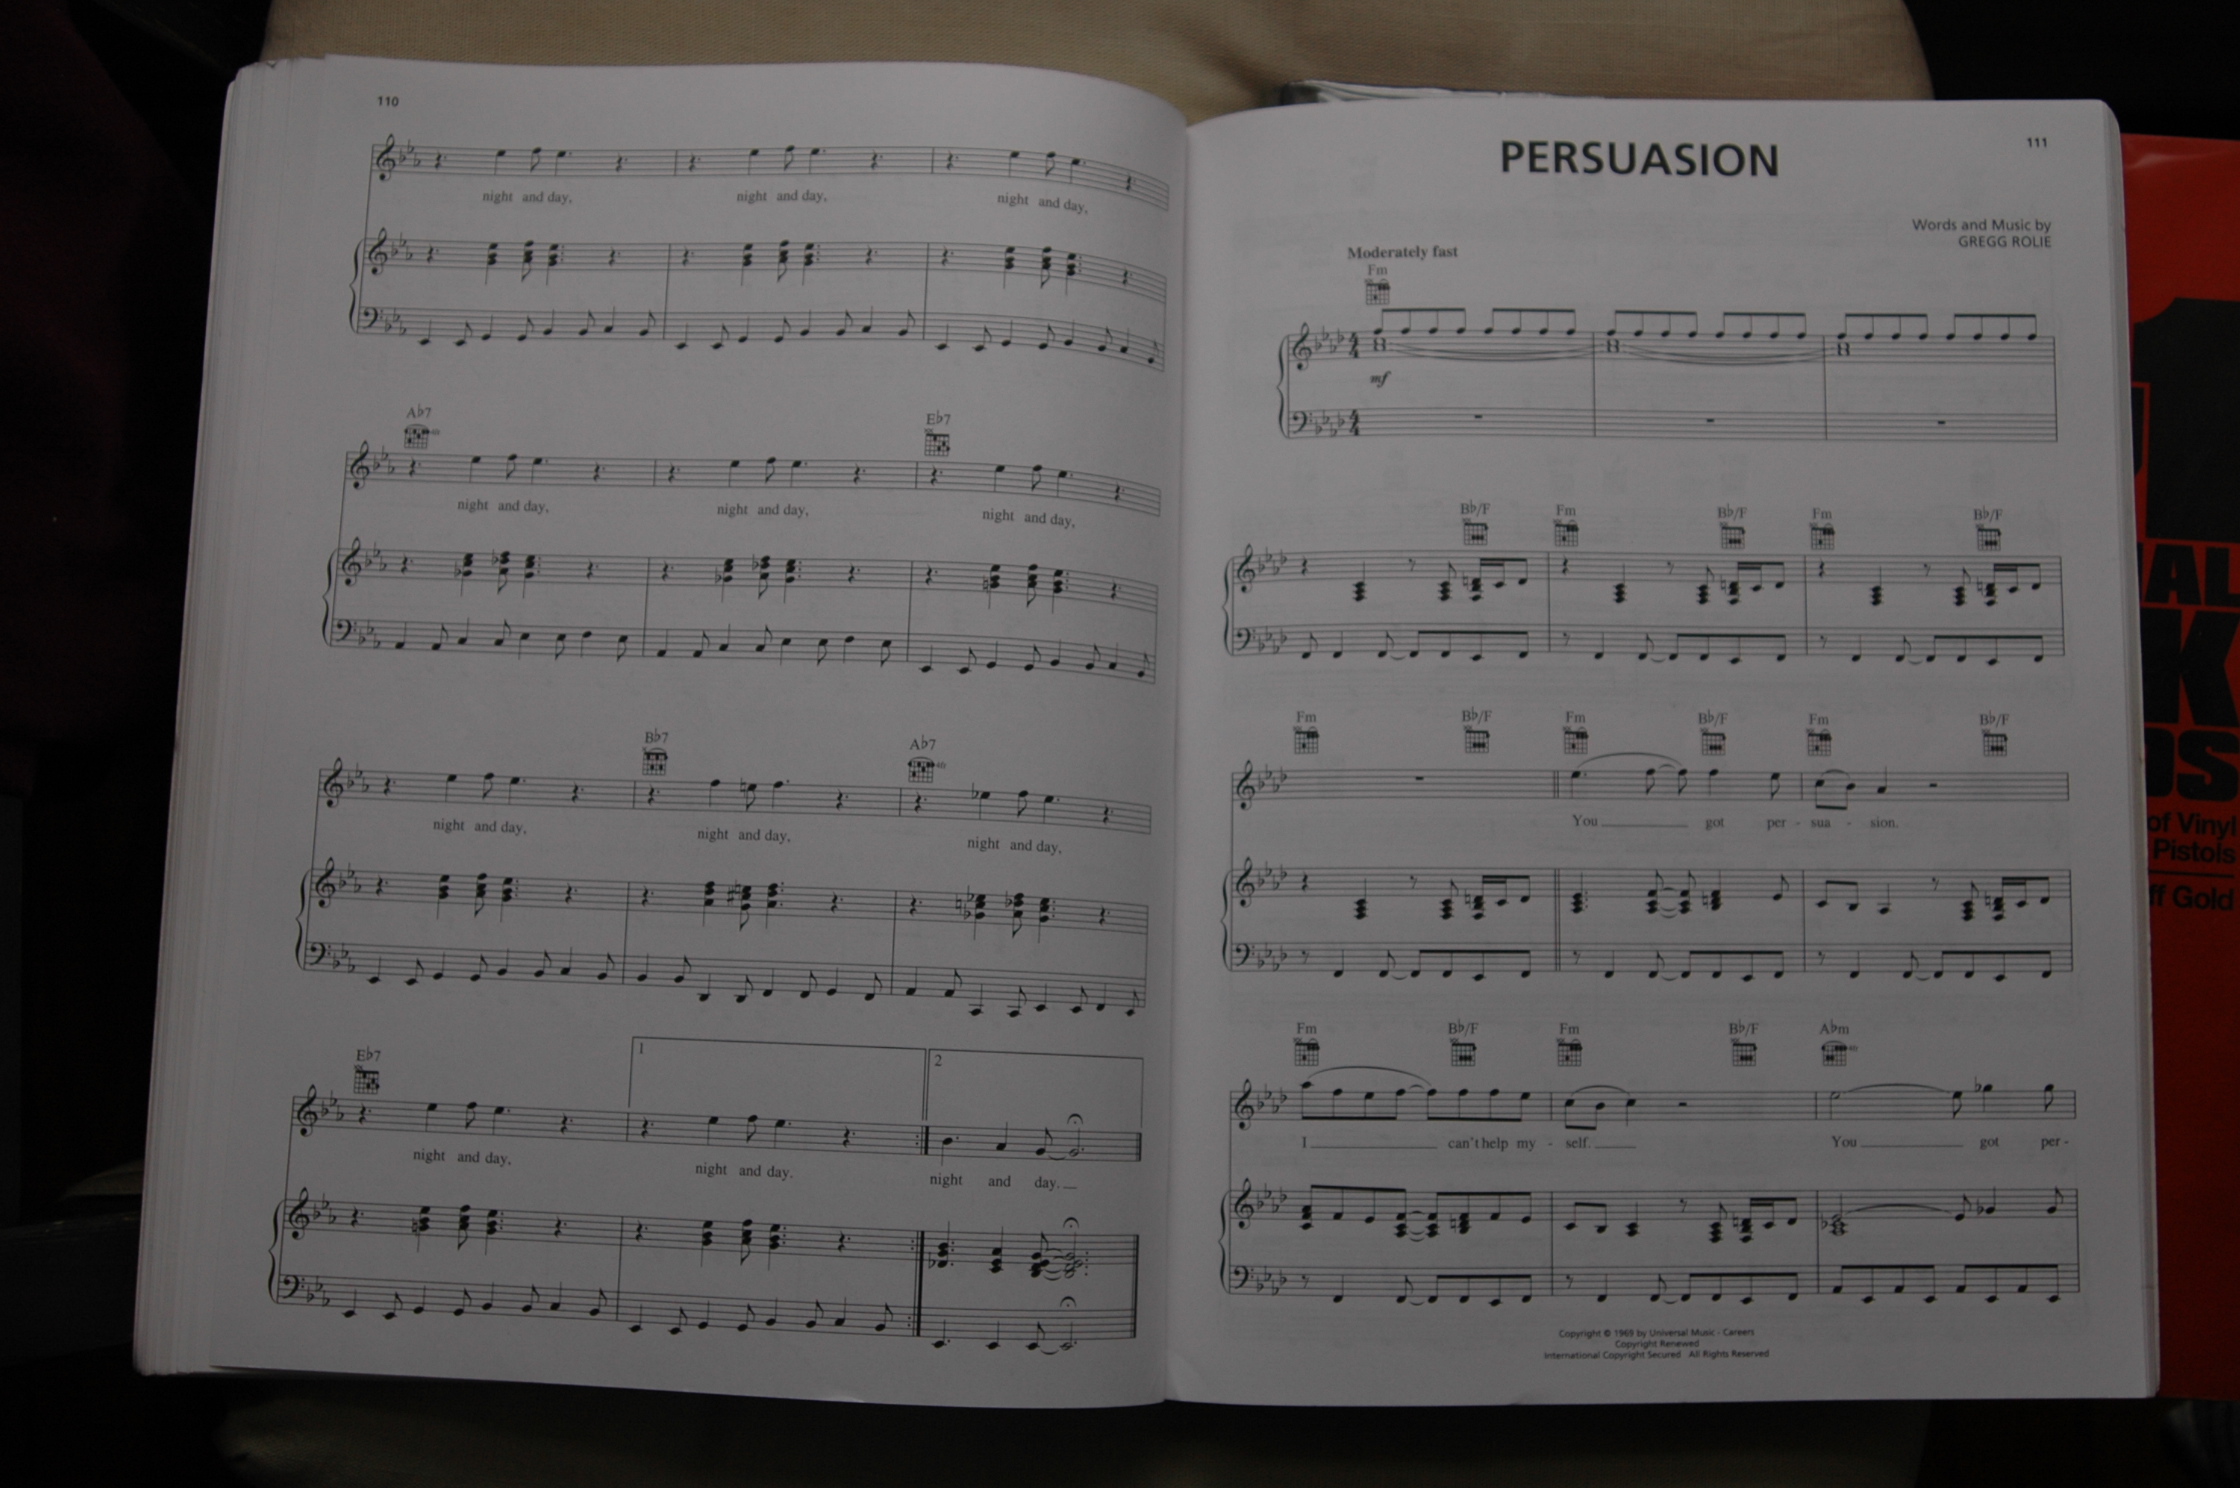 110
night and day,
night and day,
night and day,
A♭7
E♭7
night and day,
night and day,
night and day,
B♭7
A♭7
night and day,
night and day,
night and day,
E♭7
1
2
night and day,
night and day.
night and day.
111
PERSUASION
Words and Music by
GREGG ROLIE
Moderately fast
Fm
mf
B♭/F Fm B♭/F Fm B♭/F
Fm B♭/F Fm B♭/F Fm B♭/F
You got per - sua - sion.
Fm B♭/F Fm B♭/F A♭m
I can't help my - self. You got per -
Copyright © 1969 by Universal Music - Careers
Copyright Renewed
International Copyright Secured All Rights Reserved
of Vinyl
Pistols
ff Gold